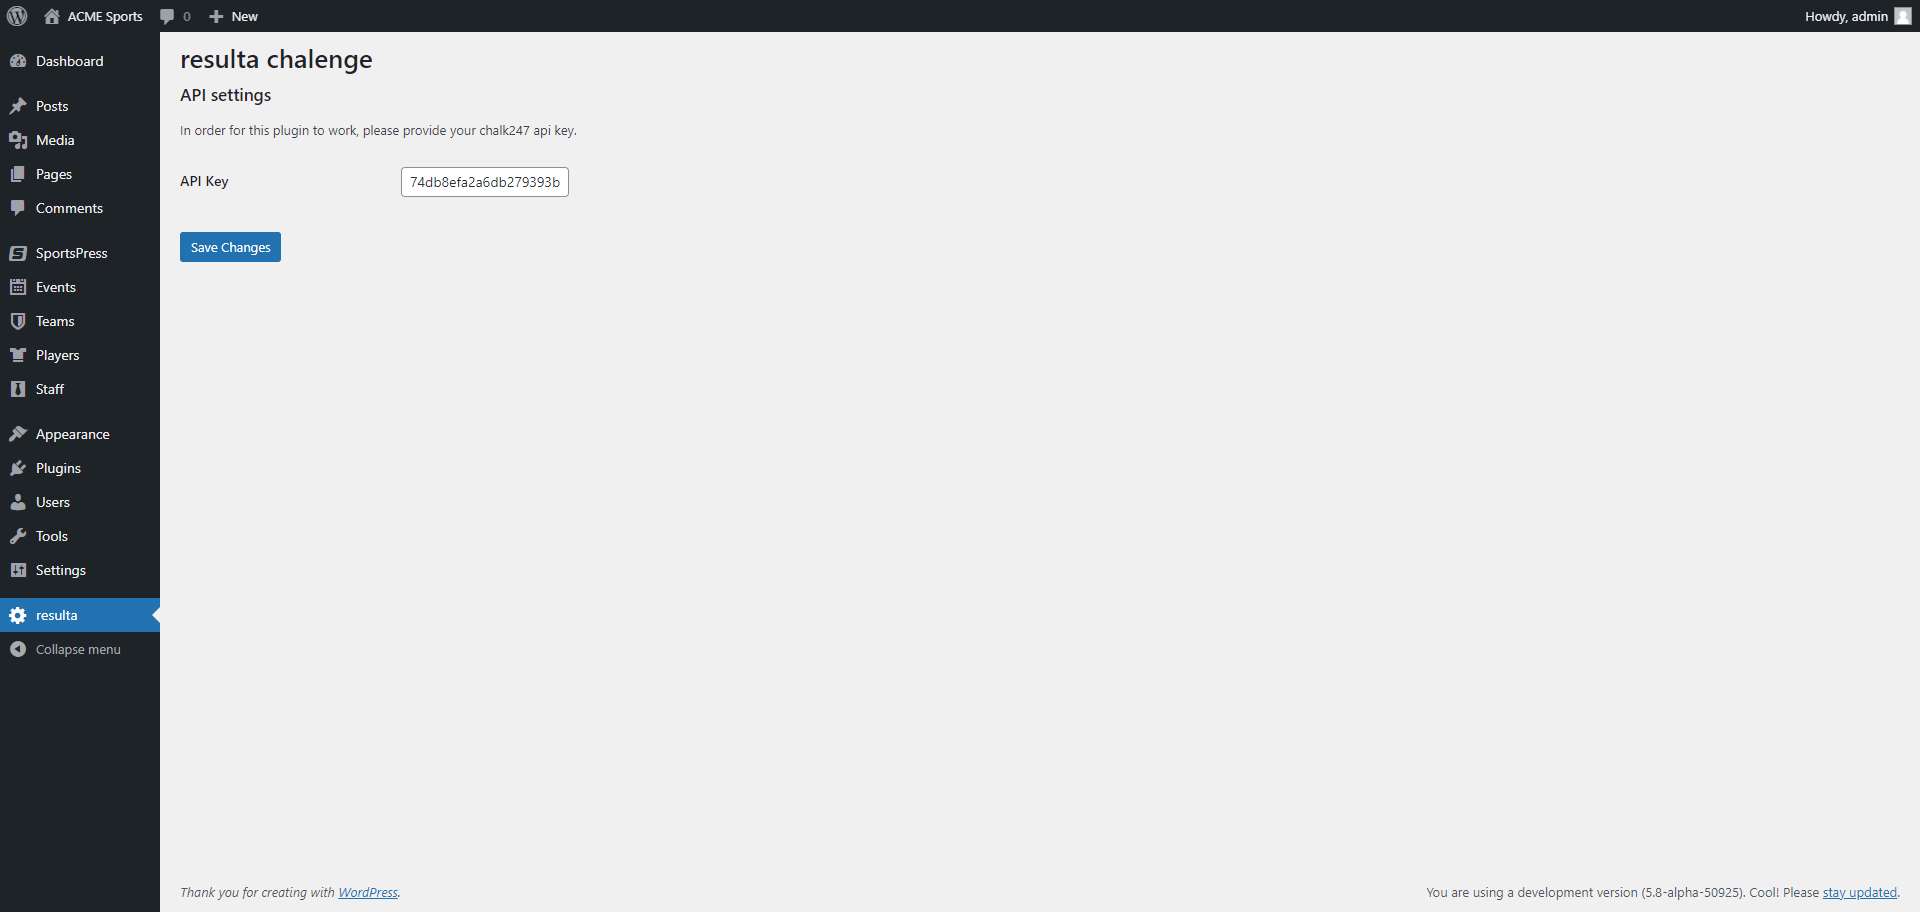 ACME Sports 0 New Howdy, admin
Dashboard
Posts
Media
Pages
Comments
SportsPress
Events
Teams
Players
Staff
Appearance
Plugins
Users
Tools
Settings
resulta
Collapse menu
resulta chalenge
API settings
In order for this plugin to work, please provide your chalk247 api key.
API Key 74db8efa2a6db279393b
Save Changes
Thank you for creating with WordPress.
You are using a development version (5.8-alpha-50925). Cool! Please stay updated.